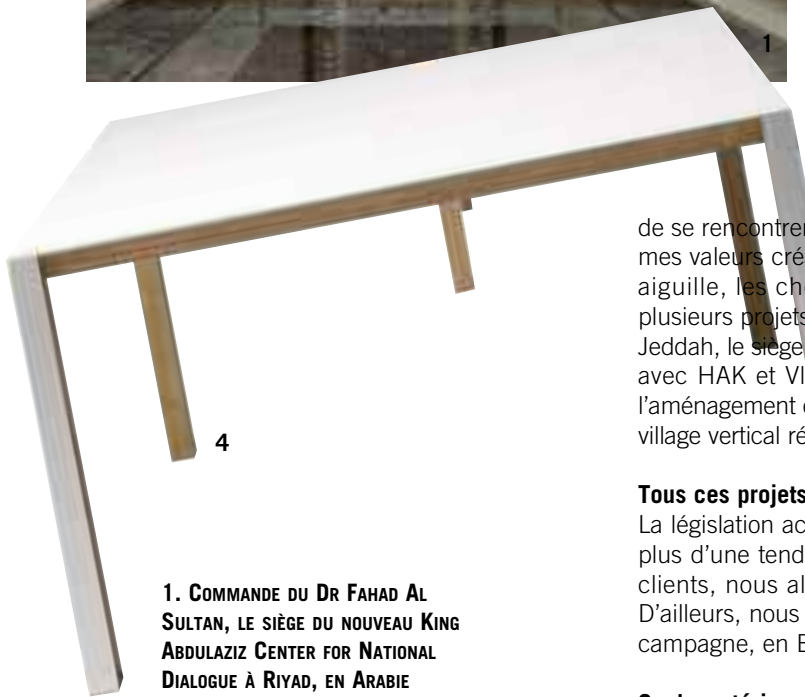 1
4
1. COMMANDE DU DR FAHAD AL
SULTAN, LE SIÈGE DU NOUVEAU KING
ABDULAZIZ CENTER FOR NATIONAL
DIALOGUE À RIYAD, EN ARABIE
de se rencontrer
mes valeurs cré
aiguille, les ch
plusieurs projets
Jeddah, le siège
avec HAK et
l'aménagement
village vertical ré
Tous ces projets
La législation ac
plus d'une tend
clients, nous al
D'ailleurs, nous
campagne, en